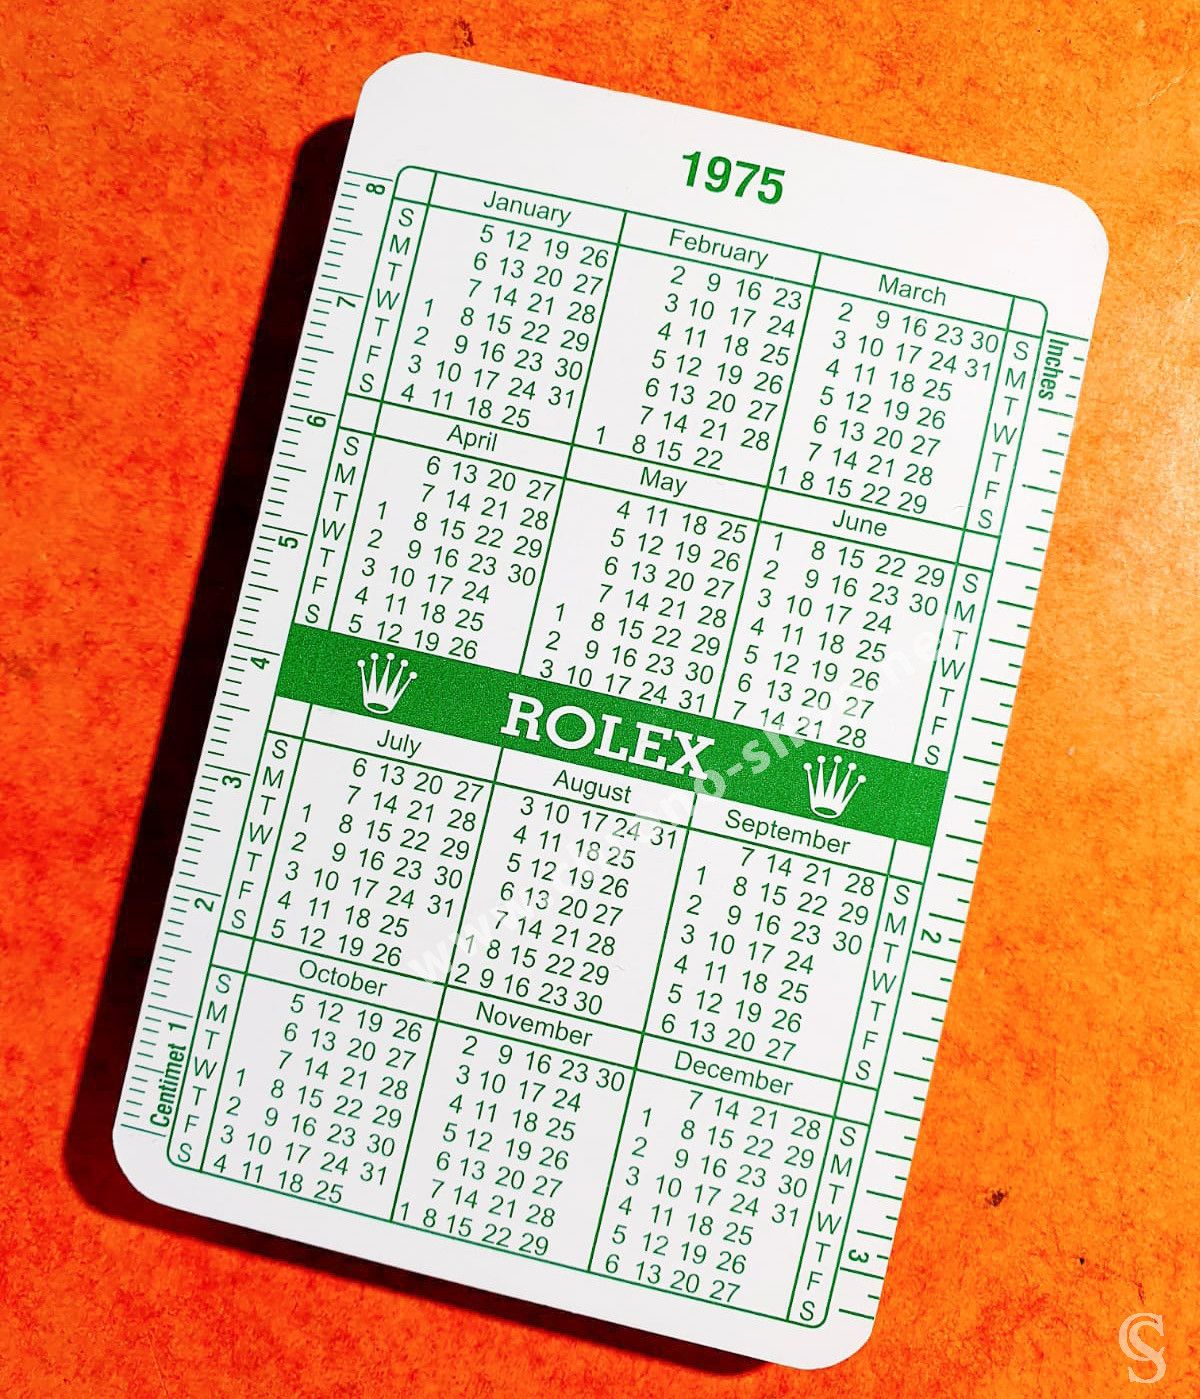 1975
January February March
S 5 12 19 26 2 9 16 23 2 9 16 23 30 S
M 6 13 20 27 3 10 17 24 3 10 17 24 31 M
T 7 14 21 28 4 11 18 25 4 11 18 25 T
W 1 8 15 22 29 5 12 19 26 5 12 19 26 W
T 2 9 16 23 30 6 13 20 27 6 13 20 27 T
F 3 10 17 24 31 7 14 21 28 7 14 21 28 F
S 4 11 18 25 1 8 15 22 1 8 15 22 29 S
April May June
S 6 13 20 27 4 11 18 25 1 8 15 22 29 S
M 7 14 21 28 5 12 19 26 2 9 16 23 30 M
T 1 8 15 22 29 6 13 20 27 3 10 17 24 T
W 2 9 16 23 30 7 14 21 28 4 11 18 25 W
T 3 10 17 24 1 8 15 22 29 5 12 19 26 T
F 4 11 18 25 2 9 16 23 30 6 13 20 27 F
S 5 12 19 26 3 10 17 24 31 7 14 21 28 S
ROLEX
July August September
S 6 13 20 27 3 10 17 24 31 7 14 21 28 S
M 7 14 21 28 4 11 18 25 1 8 15 22 29 M
T 1 8 15 22 29 5 12 19 26 2 9 16 23 30 T
W 2 9 16 23 30 6 13 20 27 3 10 17 24 W
T 3 10 17 24 31 7 14 21 28 4 11 18 25 T
F 4 11 18 25 1 8 15 22 29 5 12 19 26 F
S 5 12 19 26 2 9 16 23 30 6 13 20 27 S
October November December
S 5 12 19 26 2 9 16 23 30 7 14 21 28 S
M 6 13 20 27 3 10 17 24 1 8 15 22 29 M
T 7 14 21 28 4 11 18 25 2 9 16 23 30 T
W 1 8 15 22 29 5 12 19 26 3 10 17 24 31 W
T 2 9 16 23 30 6 13 20 27 4 11 18 25 T
F 3 10 17 24 31 7 14 21 28 5 12 19 26 F
S 4 11 18 25 1 8 15 22 29 6 13 20 27 S
Centimet 1 2 3 4 5 6 7 8
Inches 2 3